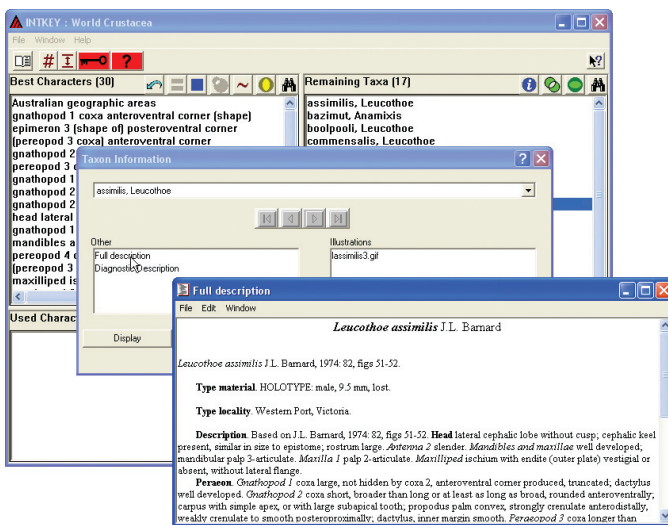 INTKEY : World Crustacea
File Window Help
# ?
Best Characters (30)
Remaining Taxa (17)
Australian geographic areas
gnathopod 1 coxa anteroventral corner (shape)
epimeron 3 (shape of) posteroventral corner
(pereopod 3 coxa) anteroventral corner
gnathopod 2
pereopod 3 c
gnathopod 1
gnathopod 2
gnathopod 2
head lateral
gnathopod 1
mandibles a
pereopod 4 c
(pereopod 3
maxilliped is
assimilis, Leucothoe
bazimut, Anamixis
boolpooli, Leucothoe
commensalis, Leucothoe
Used Charac
Taxon Information
assimilis, Leucothoe
Other
Full description
Diagnostic Description
Illustrations
lassimilis3.gif
Display
Full description
File Edit Window
Leucothoe assimilis J.L. Barnard
Leucothoe assimilis J.L. Barnard, 1974: 82, figs 51-52.
Type material. HOLOTYPE: male, 9.5 mm, lost.
Type locality. Western Port, Victoria.
Description. Based on J.L. Barnard, 1974: 82, figs 51-52. Head lateral cephalic lobe without cusp; cephalic keel
present, similar in size to epistome; rostrum large. Antenna 2 slender. Mandibles and maxillae well developed;
mandibular palp 3-articulate. Maxilla 1 palp 2-articulate. Maxilliped ischium with endite (outer plate) vestigial or
absent, without lateral flange.
Peraeon. Gnathopod 1 coxa large, not hidden by coxa 2, anteroventral corner produced, truncated; dactylus
well developed. Gnathopod 2 coxa short, broader than long or at least as long as broad, rounded anteroventrally;
carpus with simple apex, or with large subapical tooth; propodus palm convex, strongly crenulate anterodistally,
weakly crenulate to smooth posteroproximally; dactylus, inner margin smooth. Peraeopod 3 coxa longer than